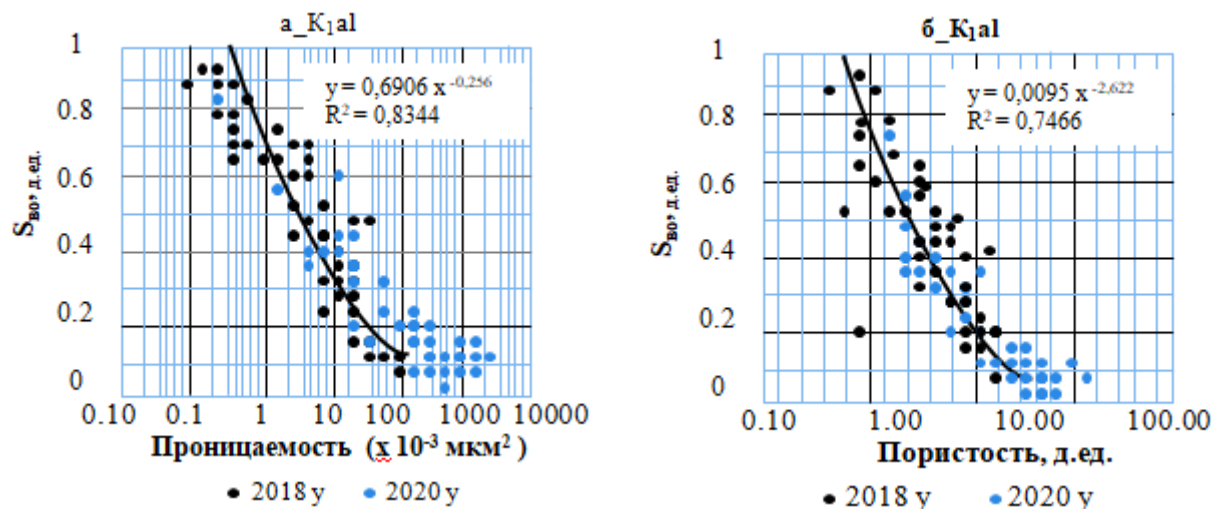 а_K₁al
y = 0,6906 x⁻⁰,²⁵⁶
R² = 0,8344
1
0.8
0.6
0.4
0.2
0
Sво, д.ед.
0.10 0.1 1 10 100 1000 10000
Проницаемость (x 10⁻³ мкм²)
2018 y 2020 y
б_K₁al
y = 0,0095 x⁻²,⁶²²
R² = 0,7466
1
0.8
0.6
0.4
0.2
0
Sво, д.ед.
0.10 1.00 10.00 100.00
Пористость, д.ед.
2018 y 2020 y